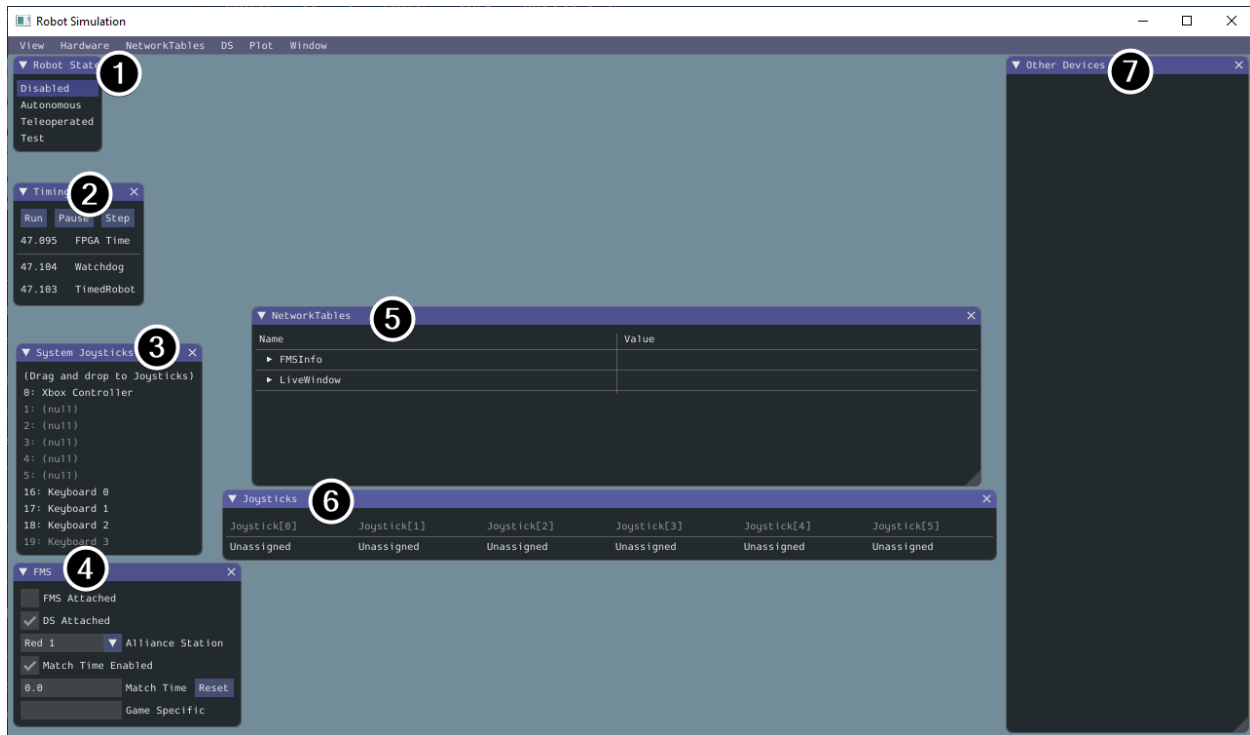 Robot Simulation
View Hardware NetworkTables DS Plot Window
Robot State
1
Disabled
Autonomous
Teleoperated
Test
Timing
2
Run Pause Step
47.095 FPGA Time
47.104 Watchdog
47.103 TimedRobot
System Joysticks
3
(Drag and drop to Joysticks)
0: Xbox Controller
1: (null)
2: (null)
3: (null)
4: (null)
5: (null)
16: Keyboard 0
17: Keyboard 1
18: Keyboard 2
19: Keyboard 3
FMS
4
FMS Attached
DS Attached
Red 1 Alliance Station
Match Time Enabled
0.0 Match Time Reset
Game Specific
NetworkTables
5
Name Value
FMSInfo
LiveWindow
Joysticks
6
Joystick[0] Joystick[1] Joystick[2] Joystick[3] Joystick[4] Joystick[5]
Unassigned Unassigned Unassigned Unassigned Unassigned Unassigned
Other Devices
7